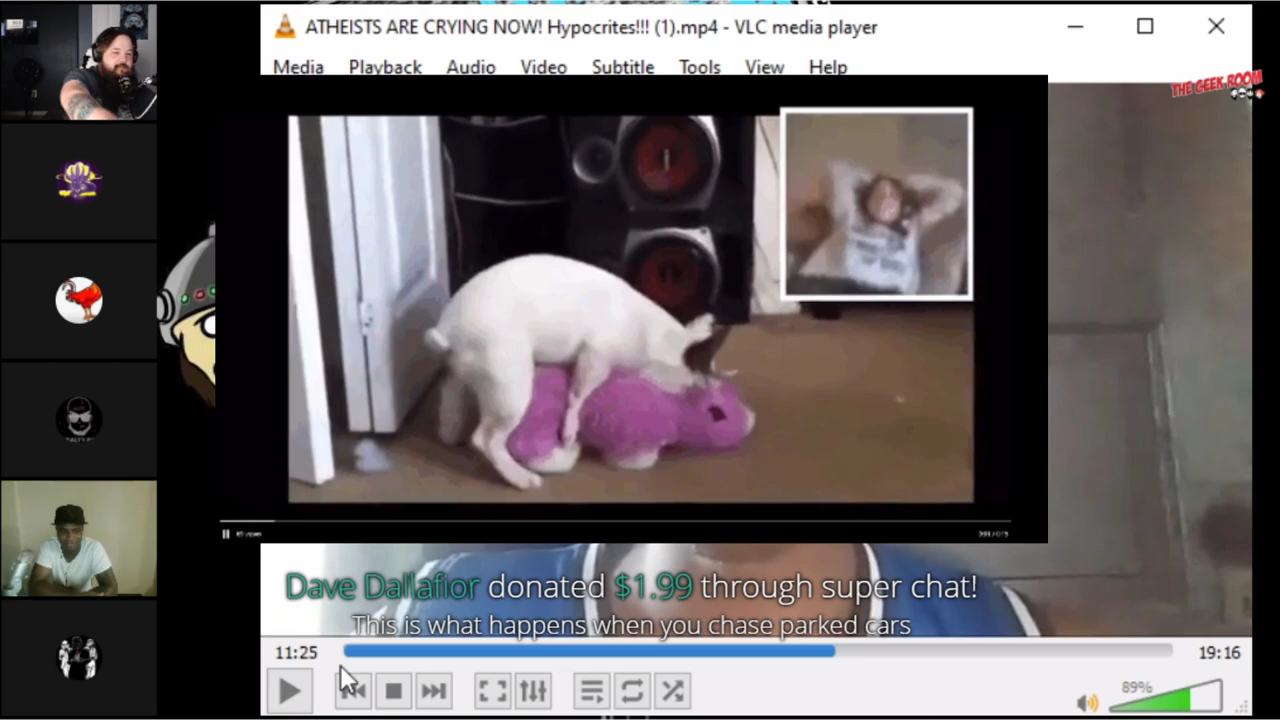 ATHEISTS ARE CRYING NOW! Hypocrites!!! (1).mp4 - VLC media player
Media Playback Audio Video Subtitle Tools View Help
THE GEEK ROOM
Dave Dallafior donated $1.99 through super chat!
This is what happens when you chase parked cars
11:25
19:16
89%